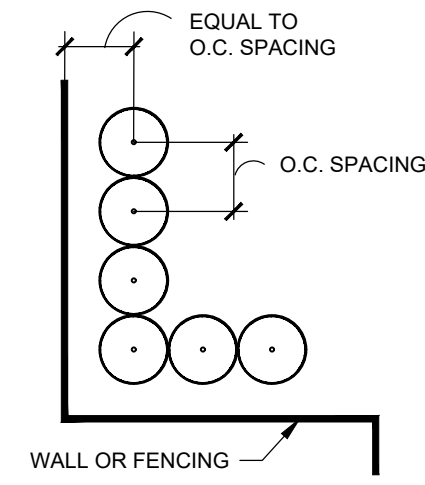 EQUAL TO
O.C. SPACING
O.C. SPACING
WALL OR FENCING